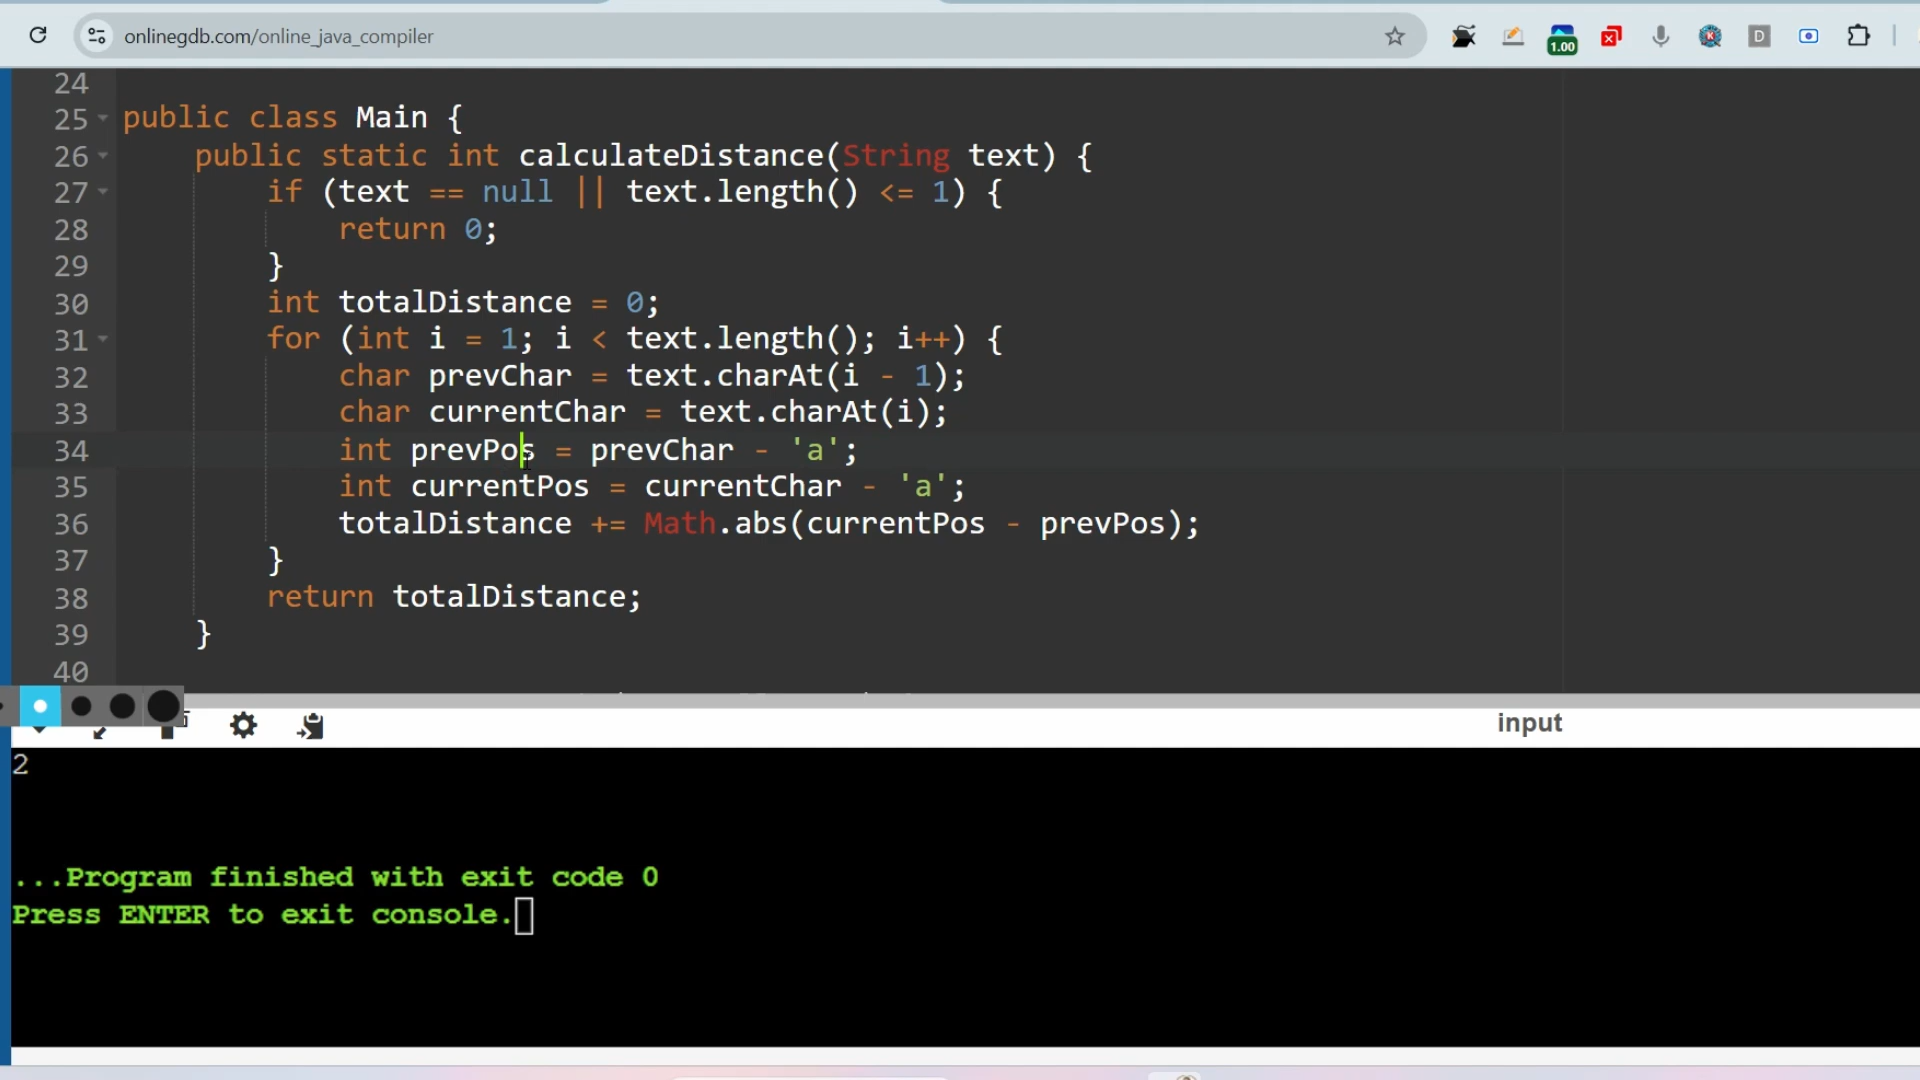 onlinegdb.com/online_java_compiler
1.00
D
24
25 public class Main {
26 public static int calculateDistance(String text) {
27 if (text == null || text.length() <= 1) {
28 return 0;
29 }
30 int totalDistance = 0;
31 for (int i = 1; i < text.length(); i++) {
32 char prevChar = text.charAt(i - 1);
33 char currentChar = text.charAt(i);
34 int prevPos = prevChar - 'a';
35 int currentPos = currentChar - 'a';
36 totalDistance += Math.abs(currentPos - prevPos);
37 }
38 return totalDistance;
39 }
40
input
2
...Program finished with exit code 0
Press ENTER to exit console.